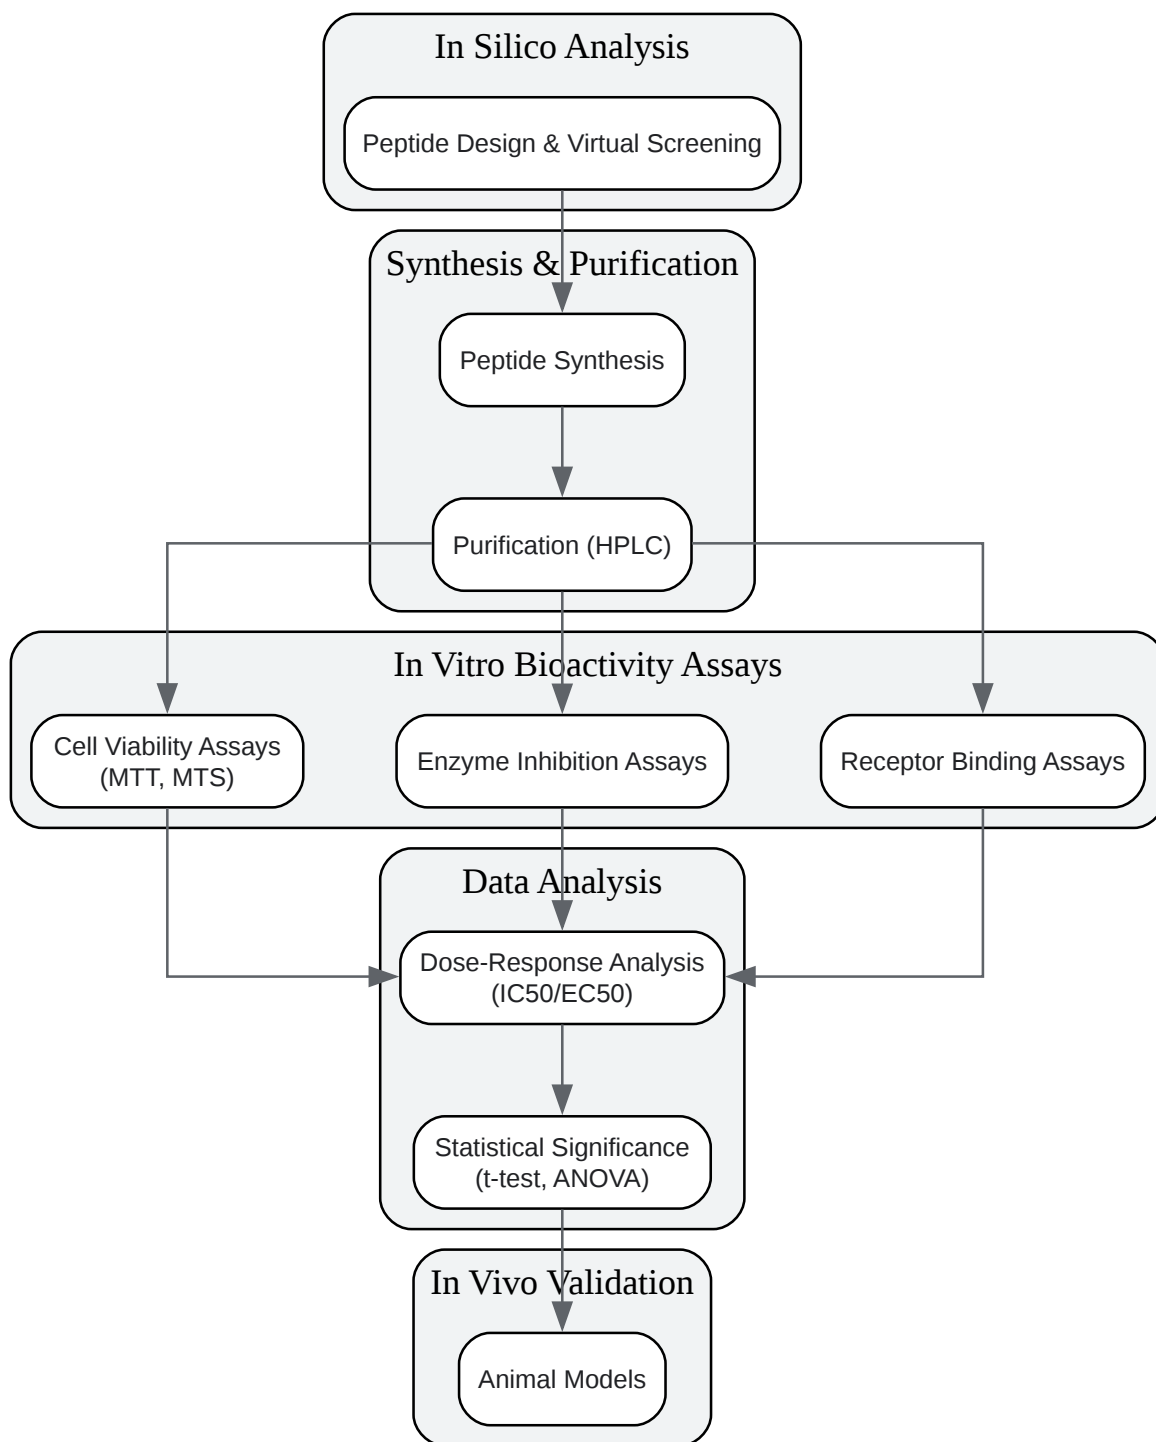 In Silico Analysis
Peptide Design & Virtual Screening
Synthesis & Purification
Peptide Synthesis
Purification (HPLC)
In Vitro Bioactivity Assays
Cell Viability Assays
(MTT, MTS)
Enzyme Inhibition Assays
Receptor Binding Assays
Data Analysis
Dose-Response Analysis
(IC50/EC50)
Statistical Significance
(t-test, ANOVA)
In Vivo Validation
Animal Models